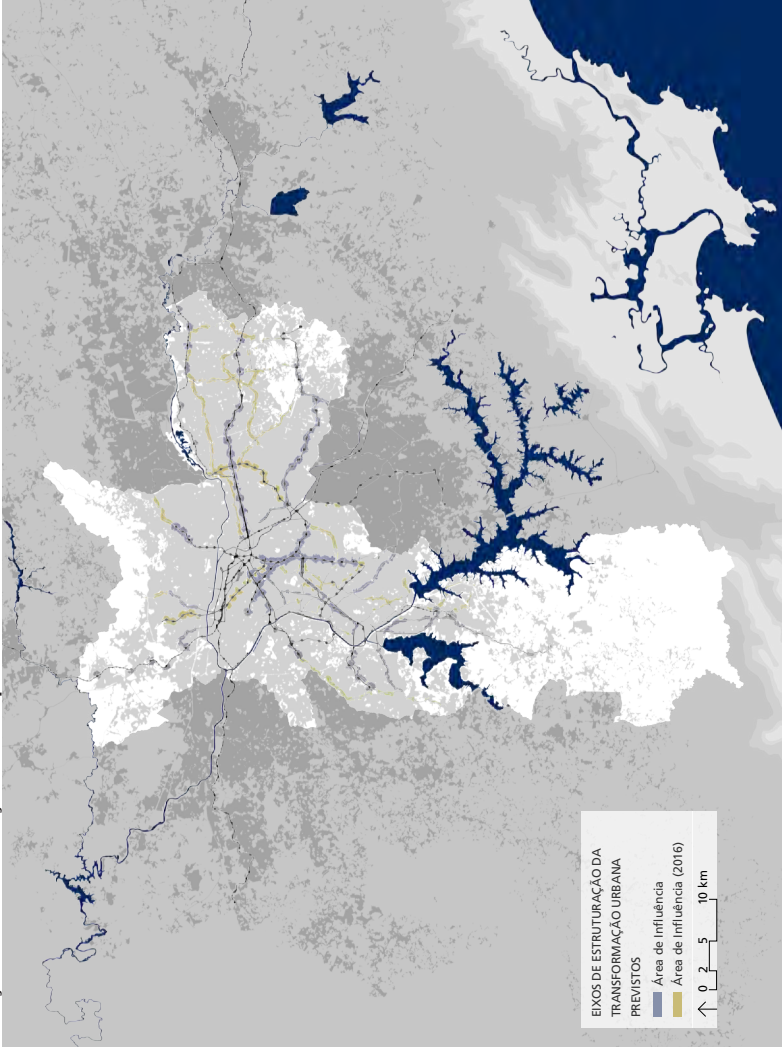 EIXOS DE ESTRUTURAÇÃO DA
TRANSFORMAÇÃO URBANA
PREVISTOS
Área de Influência
Área de Influência (2016)
0 2 5 10 km